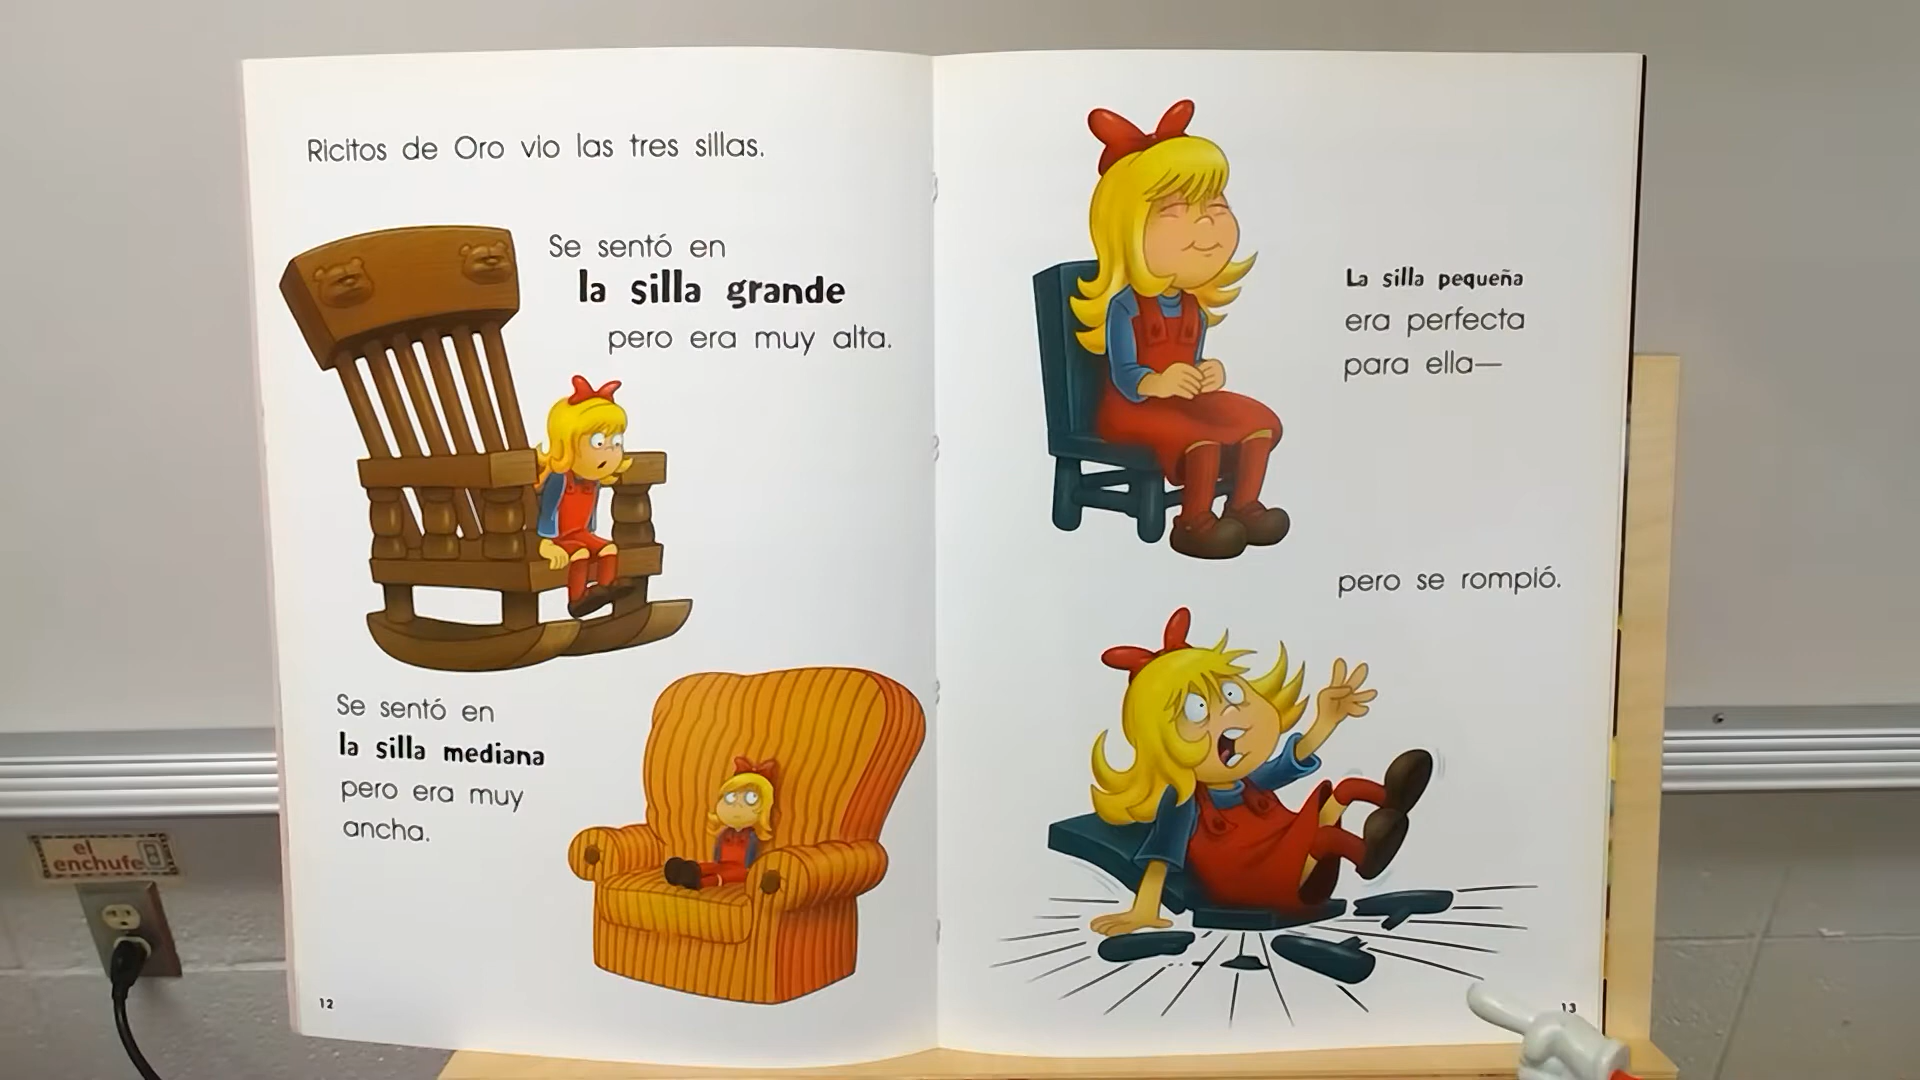 Ricitos de Oro vio las tres sillas.
Se sentó en
la silla grande
pero era muy alta.
Se sentó en
la silla mediana
pero era muy
ancha.
12
La silla pequeña
era perfecta
para ella—
pero se rompió.
13
el
enchufe